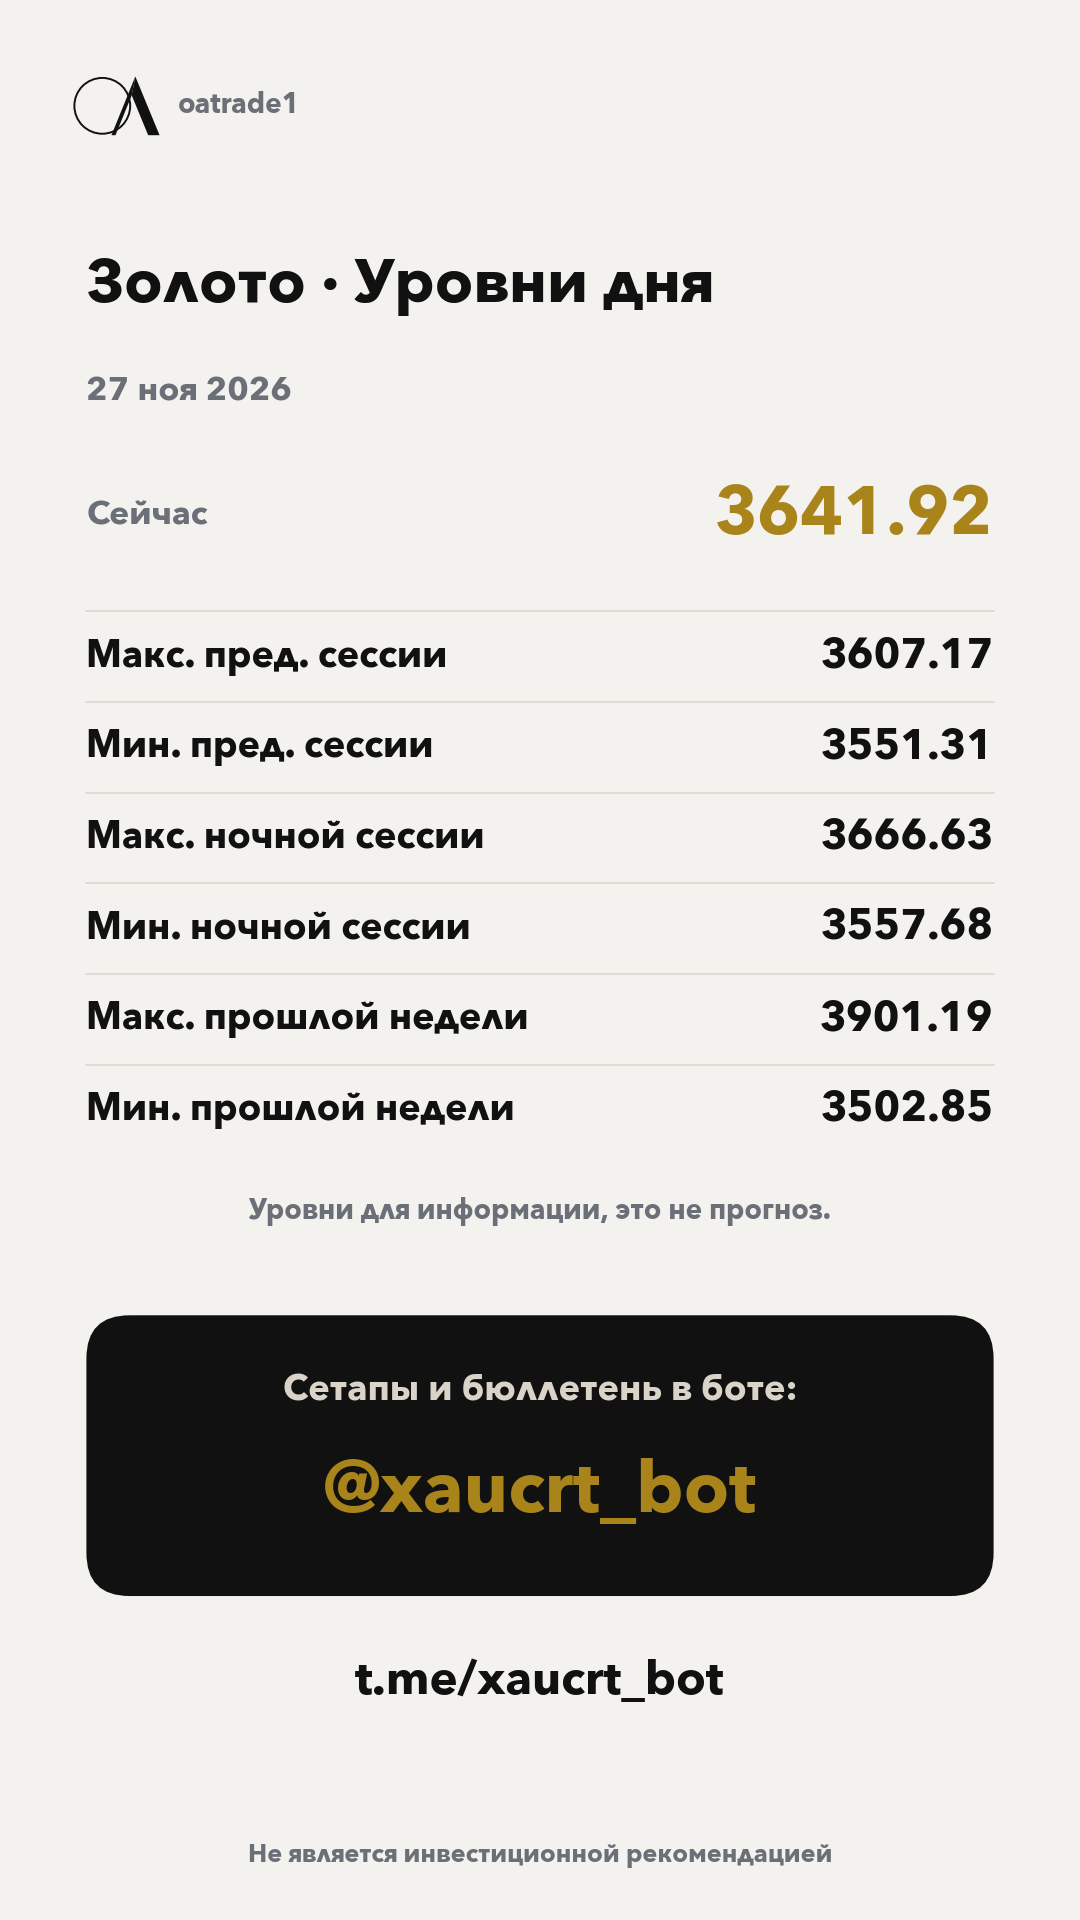 OA oatrade1
Золото · Уровни дня
27 ноя 2026
Сейчас 3641.92
Макс. пред. сессии 3607.17
Мин. пред. сессии 3551.31
Макс. ночной сессии 3666.63
Мин. ночной сессии 3557.68
Макс. прошлой недели 3901.19
Мин. прошлой недели 3502.85
Уровни для информации, это не прогноз.
Сетапы и бюллетень в боте:
@xaucrt_bot
t.me/xaucrt_bot
Не является инвестиционной рекомендацией